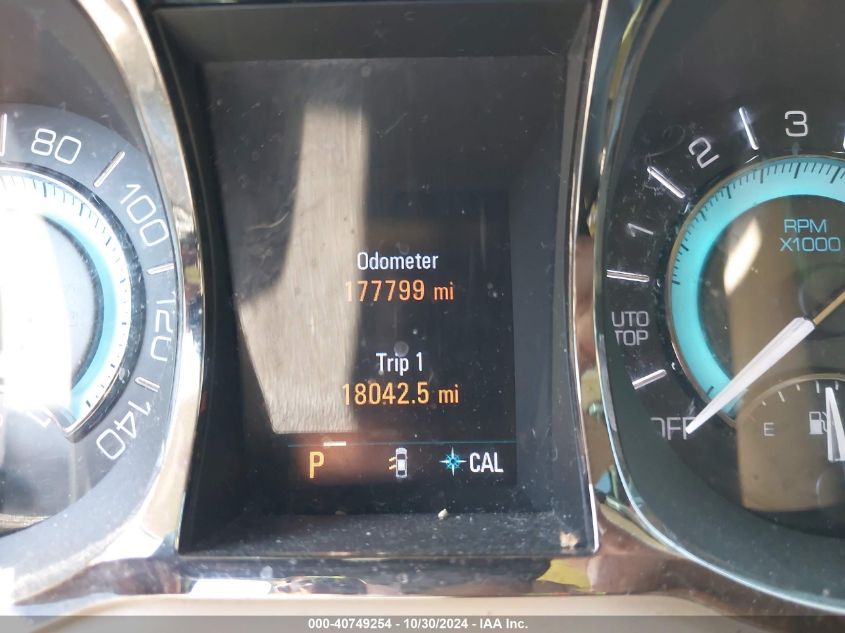 80
100
120
140
Odometer
177799 mi
Trip 1
18042.5 mi
P
CAL
1
2
3
RPM
X1000
UTO
TOP
OFF
E
000-40749254 - 10/30/2024 - IAA Inc.